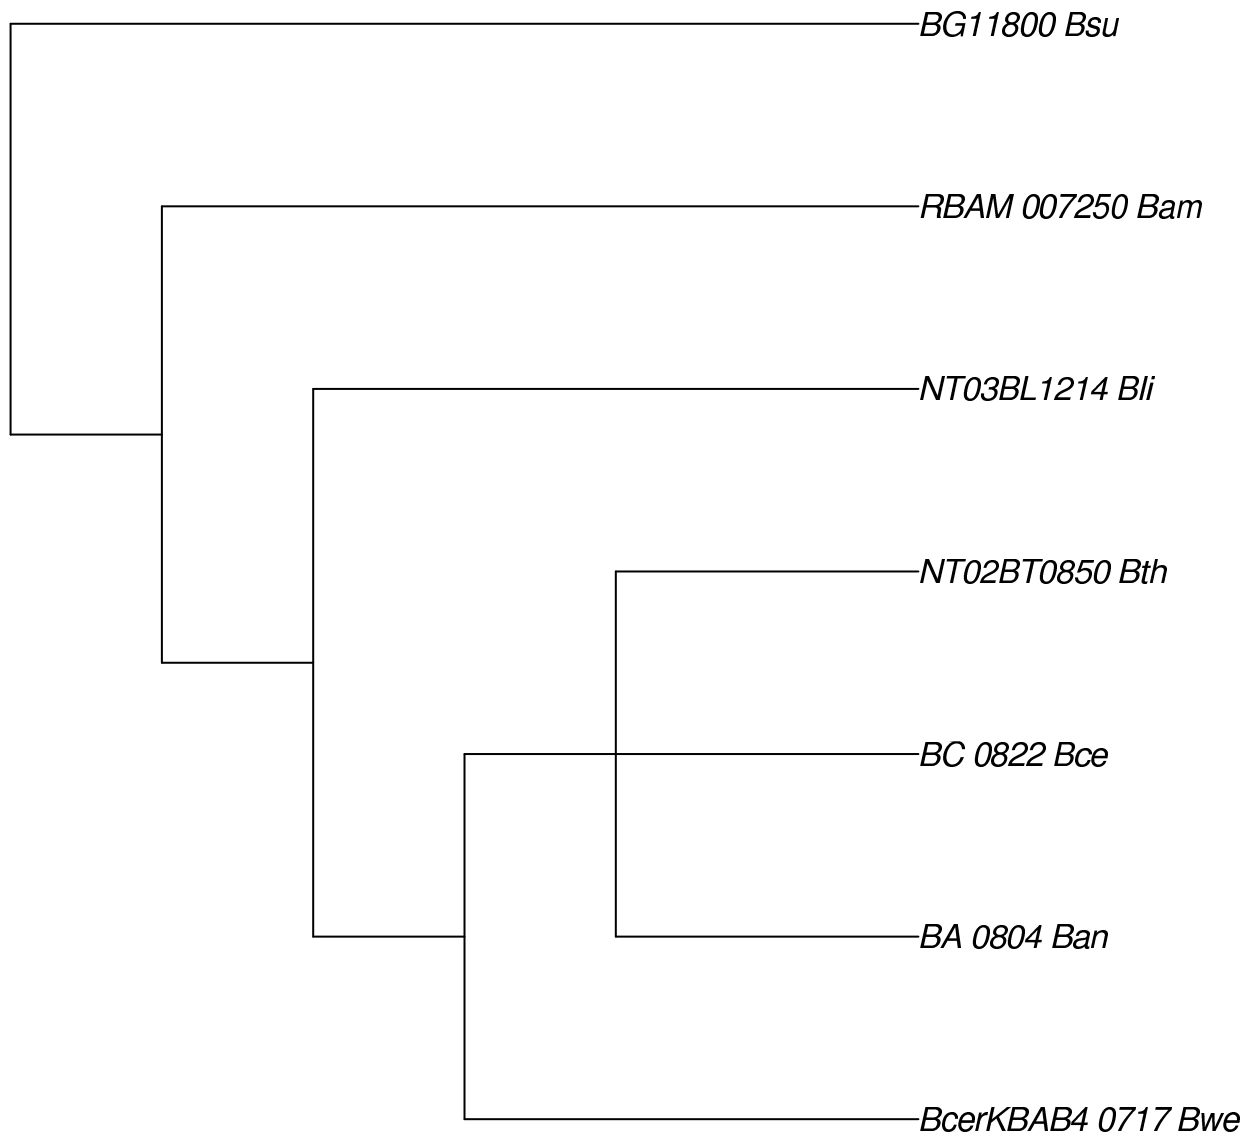 BG11800 Bsu
RBAM 007250 Bam
NT03BL1214 Bli
NT02BT0850 Bth
BC 0822 Bce
BA 0804 Ban
BcerKBAB4 0717 Bwe